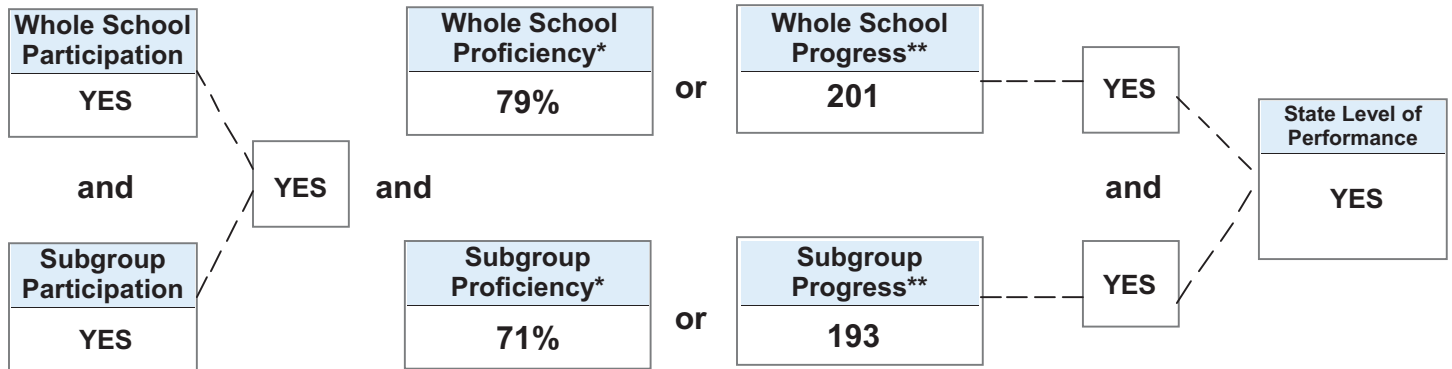 Whole School
Participation
YES
and
Subgroup
Participation
YES
YES
and
Whole School
Proficiency*
79%
or
Whole School
Progress**
201
YES
Subgroup
Proficiency*
71%
or
Subgroup
Progress**
193
YES
and
State Level of
Performance
YES